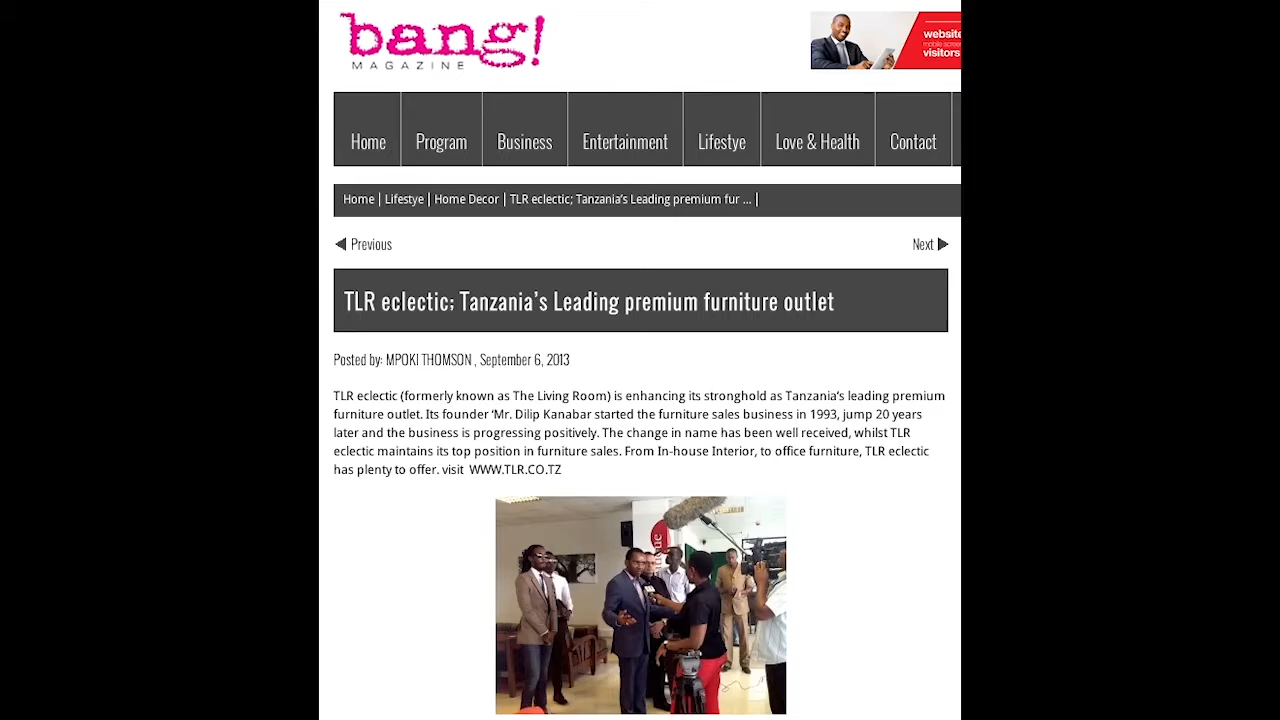 bang!
MAGAZINE
website
mobile screen
visitors
Home Program Business Entertainment Lifestye Love & Health Contact
Home | Lifestye | Home Decor | TLR eclectic; Tanzania's Leading premium fur ... |
Previous
Next
TLR eclectic; Tanzania's Leading premium furniture outlet
Posted by: MPOKI THOMSON , September 6, 2013
TLR eclectic (formerly known as The Living Room) is enhancing its stronghold as Tanzania's leading premium
furniture outlet. Its founder ‘Mr. Dilip Kanabar started the furniture sales business in 1993, jump 20 years
later and the business is progressing positively. The change in name has been well received, whilst TLR
eclectic maintains its top position in furniture sales. From In-house Interior, to office furniture, TLR eclectic
has plenty to offer. visit WWW.TLR.CO.TZ